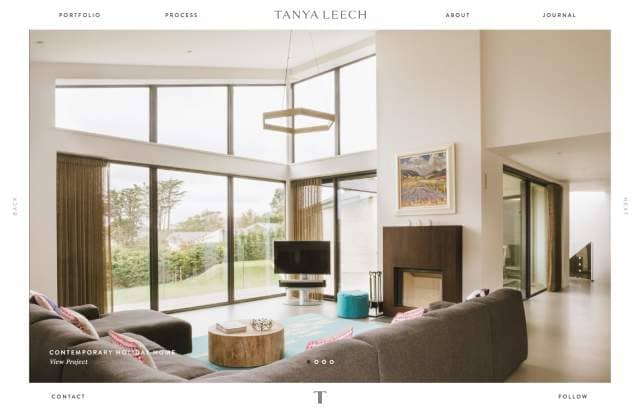 PORTFOLIO
PROCESS
TANYA LEECH
ABOUT
JOURNAL
BACK
NEXT
CONTEMPORARY HOLIDAY HOME
View Project
CONTACT
T
FOLLOW